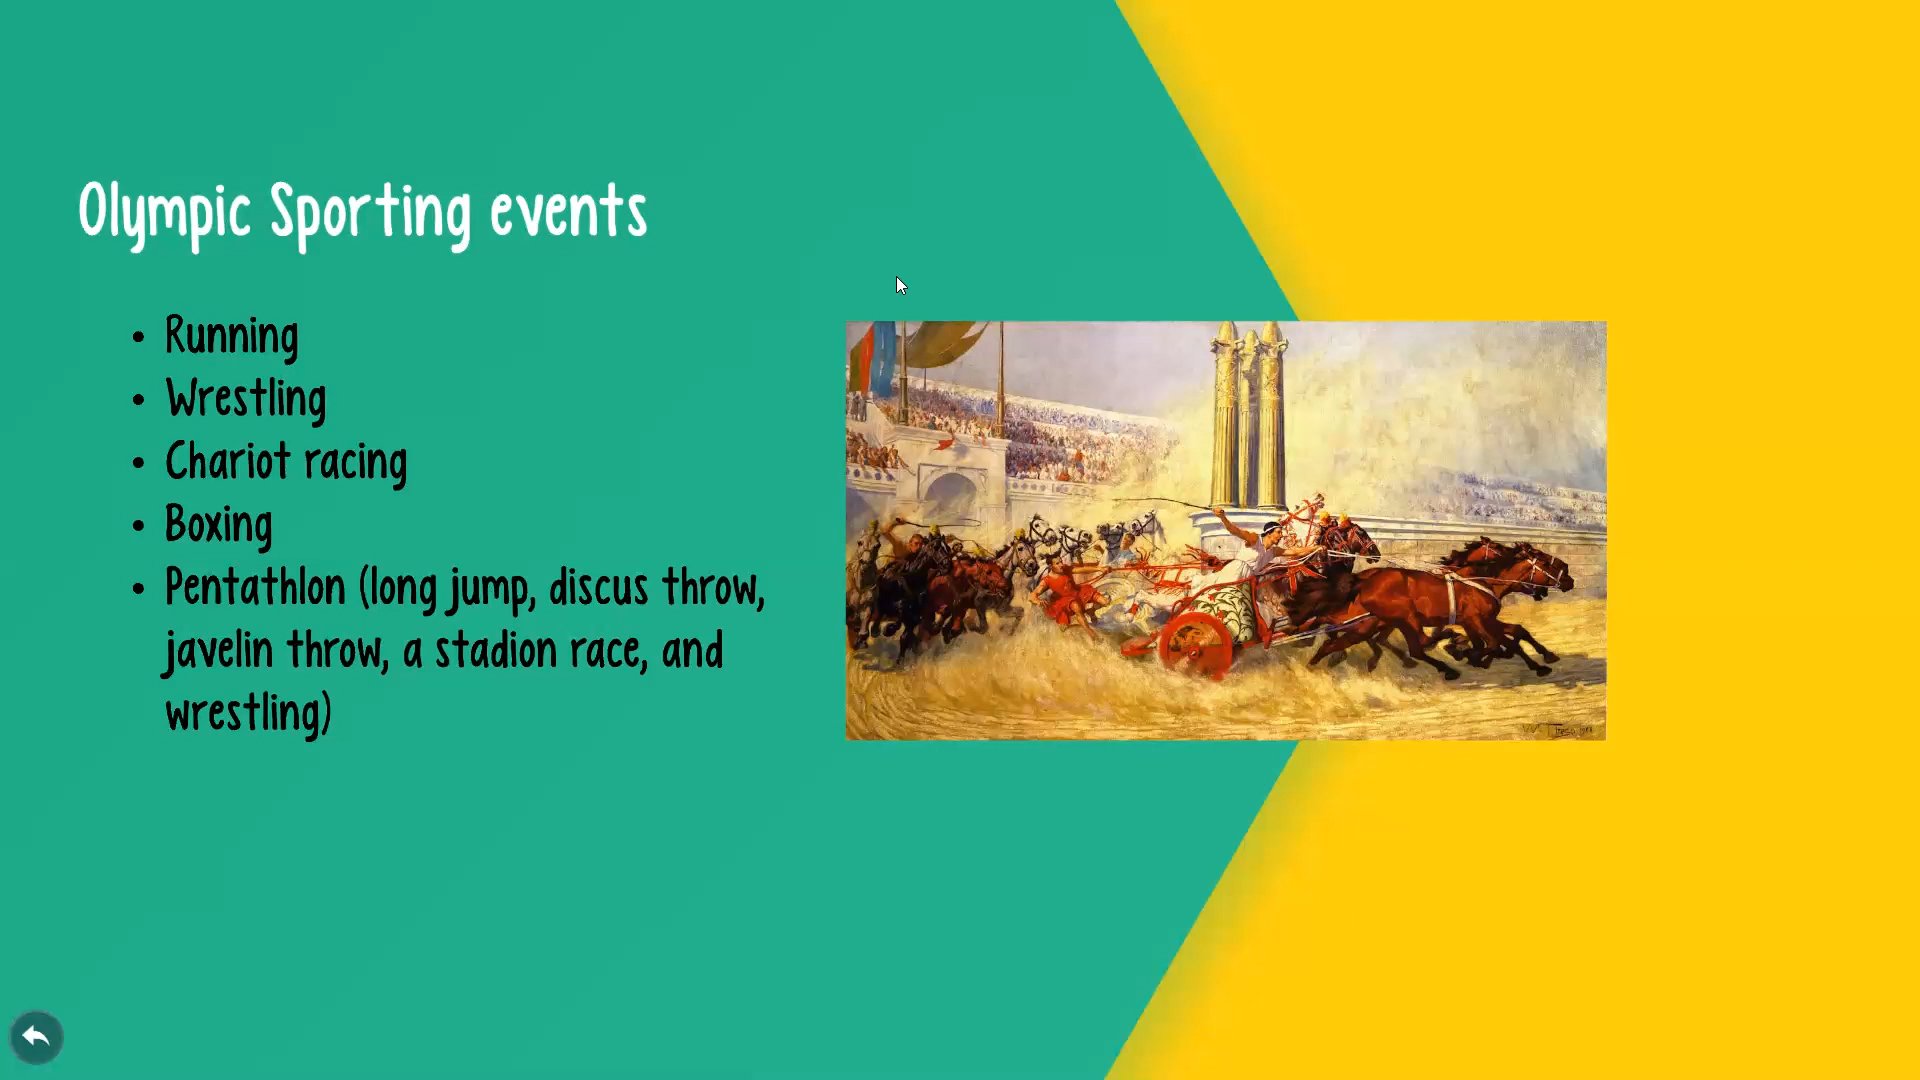 Olympic Sporting events
• Running
• Wrestling
• Chariot racing
• Boxing
• Pentathlon (long jump, discus throw,
javelin throw, a stadion race, and
wrestling)